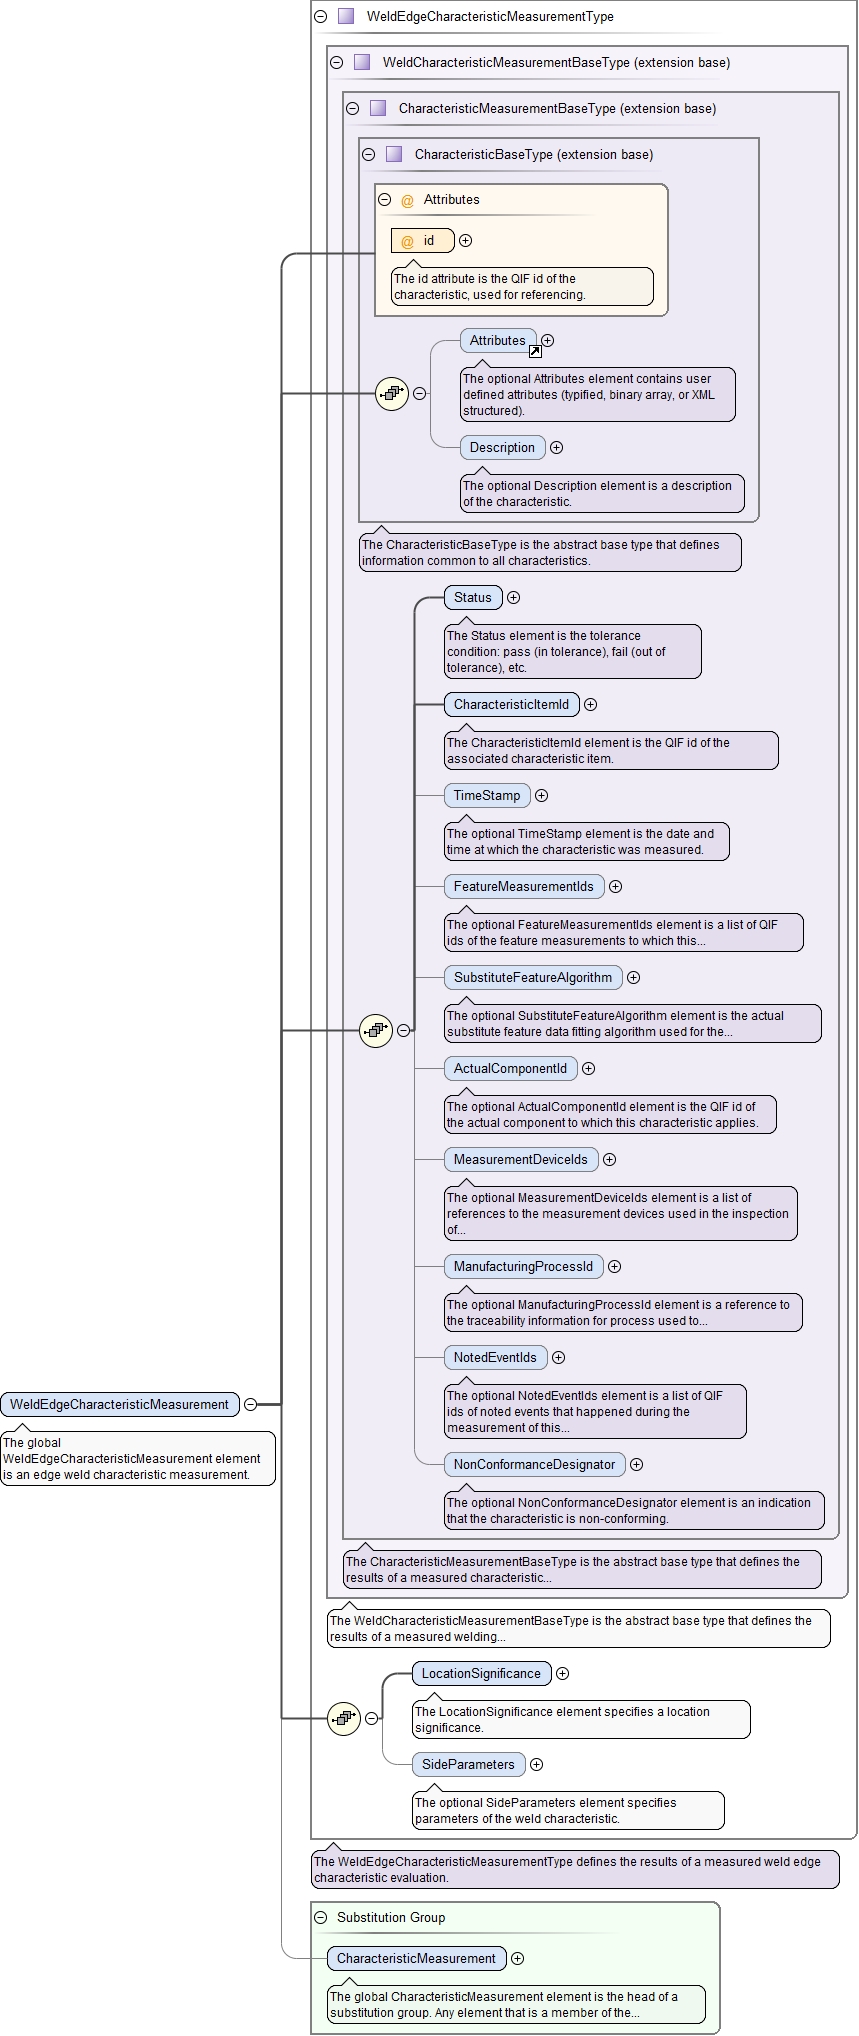 WeldEdgeCharacteristicMeasurementType
WeldCharacteristicMeasurementBaseType (extension base)
CharacteristicMeasurementBaseType (extension base)
CharacteristicBaseType (extension base)
@ Attributes
@ id
The id attribute is the QIF id of the
characteristic, used for referencing.
Attributes
The optional Attributes element contains user
defined attributes (typified, binary array, or XML
structured).
Description
The optional Description element is a description
of the characteristic.
The CharacteristicBaseType is the abstract base type that defines
information common to all characteristics.
Status
The Status element is the tolerance
condition: pass (in tolerance), fail (out of
tolerance), etc.
CharacteristicItemId
The CharacteristicItemId element is the QIF id of the
associated characteristic item.
TimeStamp
The optional TimeStamp element is the date and
time at which the characteristic was measured.
FeatureMeasurementIds
The optional FeatureMeasurementIds element is a list of QIF
ids of the feature measurements to which this...
SubstituteFeatureAlgorithm
The optional SubstituteFeatureAlgorithm element is the actual
substitute feature data fitting algorithm used for the...
ActualComponentId
The optional ActualComponentId element is the QIF id of
the actual component to which this characteristic applies.
MeasurementDeviceIds
The optional MeasurementDeviceIds element is a list of
references to the measurement devices used in the inspection
of...
ManufacturingProcessId
The optional ManufacturingProcessId element is a reference to
the traceability information for process used to...
NotedEventIds
The optional NotedEventIds element is a list of QIF
ids of noted events that happened during the
measurement of this...
NonConformanceDesignator
The optional NonConformanceDesignator element is an indication
that the characteristic is non-conforming.
WeldEdgeCharacteristicMeasurement
The global
WeldEdgeCharacteristicMeasurement element
is an edge weld characteristic measurement.
The CharacteristicMeasurementBaseType is the abstract base type that defines the
results of a measured characteristic...
The WeldCharacteristicMeasurementBaseType is the abstract base type that defines the
results of a measured welding...
LocationSignificance
The LocationSignificance element specifies a location
significance.
SideParameters
The optional SideParameters element specifies
parameters of the weld characteristic.
The WeldEdgeCharacteristicMeasurementType defines the results of a measured weld edge
characteristic evaluation.
Substitution Group
CharacteristicMeasurement
The global CharacteristicMeasurement element is the head of a
substitution group. Any element that is a member of the...